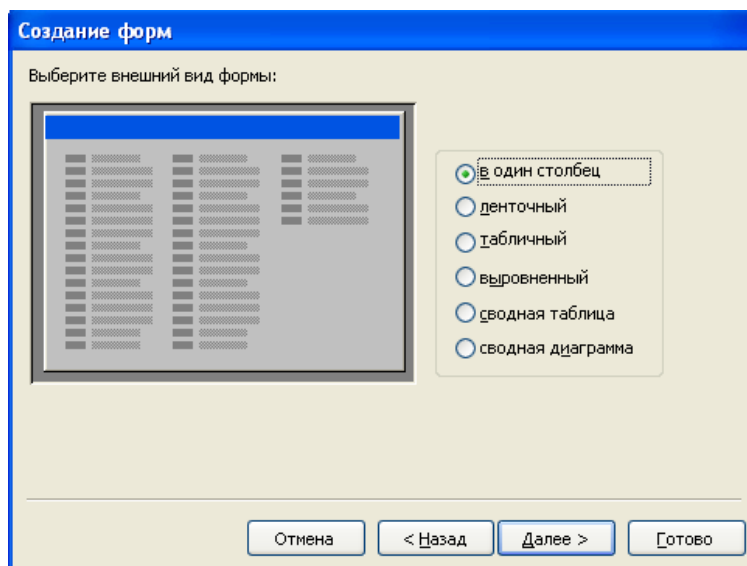 Создание форм
Выберите внешний вид формы:
в один столбец
ленточный
табличный
выровненный
сводная таблица
сводная диаграмма
Отмена
< Назад
Далее >
Готово